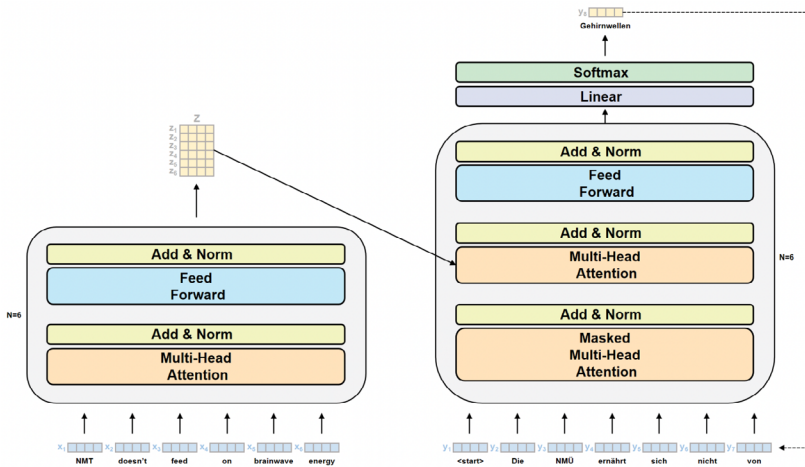 y₈
Gehirnwellen
Softmax
Linear
Add & Norm
Feed
Forward
Add & Norm
Multi-Head
Attention
Add & Norm
Masked
Multi-Head
Attention
N=6
y₁ y₂ y₃ y₄ y₅ y₆ y₇
<start> Die NMÜ ernährt sich nicht von
Z
z₁
z₂
z₃
z₄
z₅
z₆
Add & Norm
Feed
Forward
Add & Norm
Multi-Head
Attention
N=6
x₁ x₂ x₃ x₄ x₅ x₆
NMT doesn't feed on brainwave energy